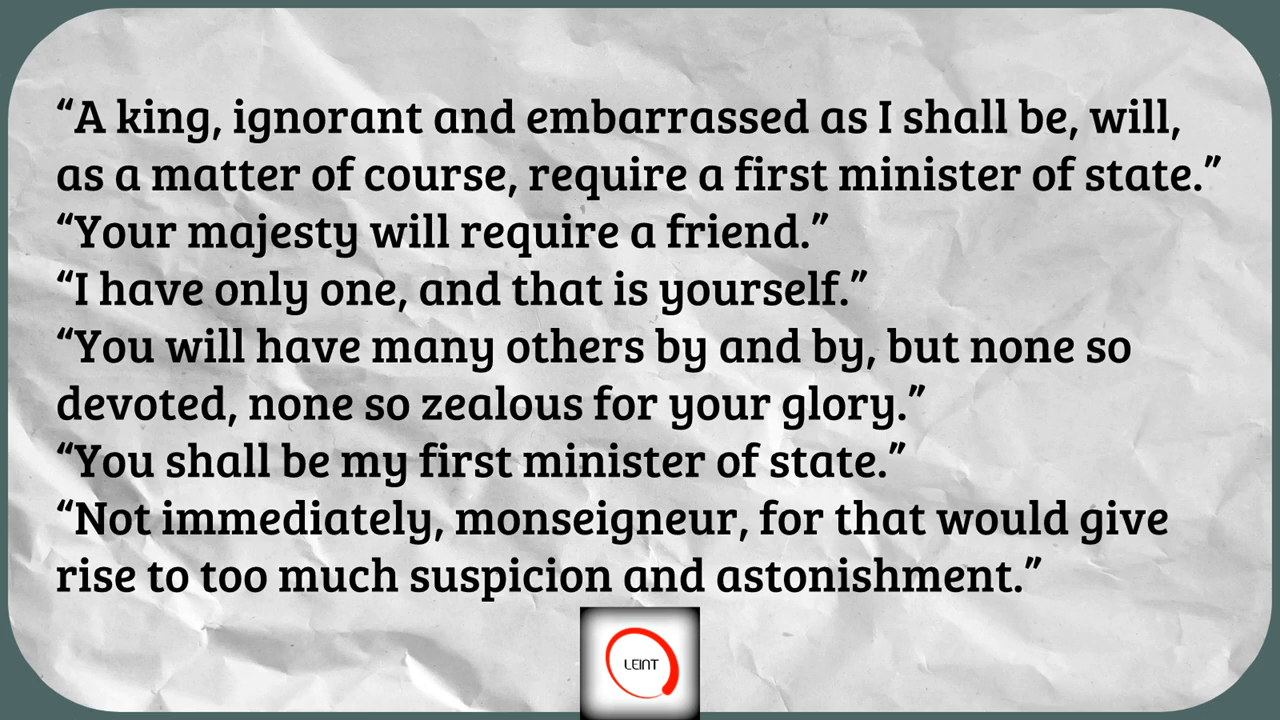 “A king, ignorant and embarrassed as I shall be, will,
as a matter of course, require a first minister of state.”
“Your majesty will require a friend.”
“I have only one, and that is yourself.”
“You will have many others by and by, but none so
devoted, none so zealous for your glory.”
“You shall be my first minister of state.”
“Not immediately, monseigneur, for that would give
rise to too much suspicion and astonishment.”
LEINT